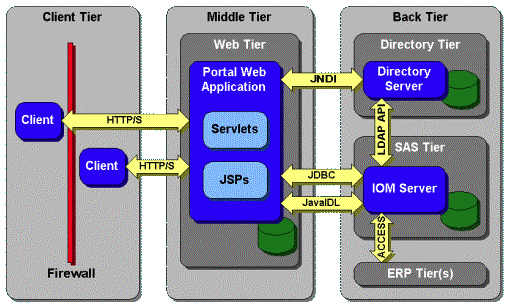 Client Tier
Middle Tier
Back Tier
Web Tier
Directory Tier
Portal Web
Application
JNDI
Directory
Server
Client
HTTP/S
Servlets
LDAP API
SAS Tier
Client
HTTP/S
JSPs
JDBC
IOM Server
JavaIDL
ACCESS
Firewall
ERP Tier(s)